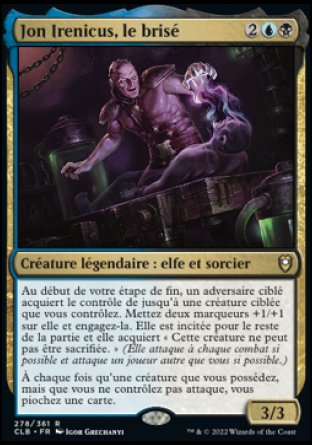 Jon Irenicus, le brisé 2
Créature légendaire : elfe et sorcier
Au début de votre étape de fin, un adversaire ciblé
acquiert le contrôle de jusqu'à une créature ciblée
que vous contrôlez. Mettez deux marqueurs +1/+1
sur elle et engagez-la. Elle est incitée pour le reste
de la partie et elle acquiert « Cette créature ne peut
pas être sacrifiée. » (Elle attaque à chaque combat si
possible et attaque un joueur autre que vous si possible.)
À chaque fois qu'une créature que vous possédez,
mais que vous ne contrôlez pas attaque, vous
piochez une carte.
3/3
278/361 R
CLB • FR Igor Grechanyi
™ & © 2022 Wizards of the Coast